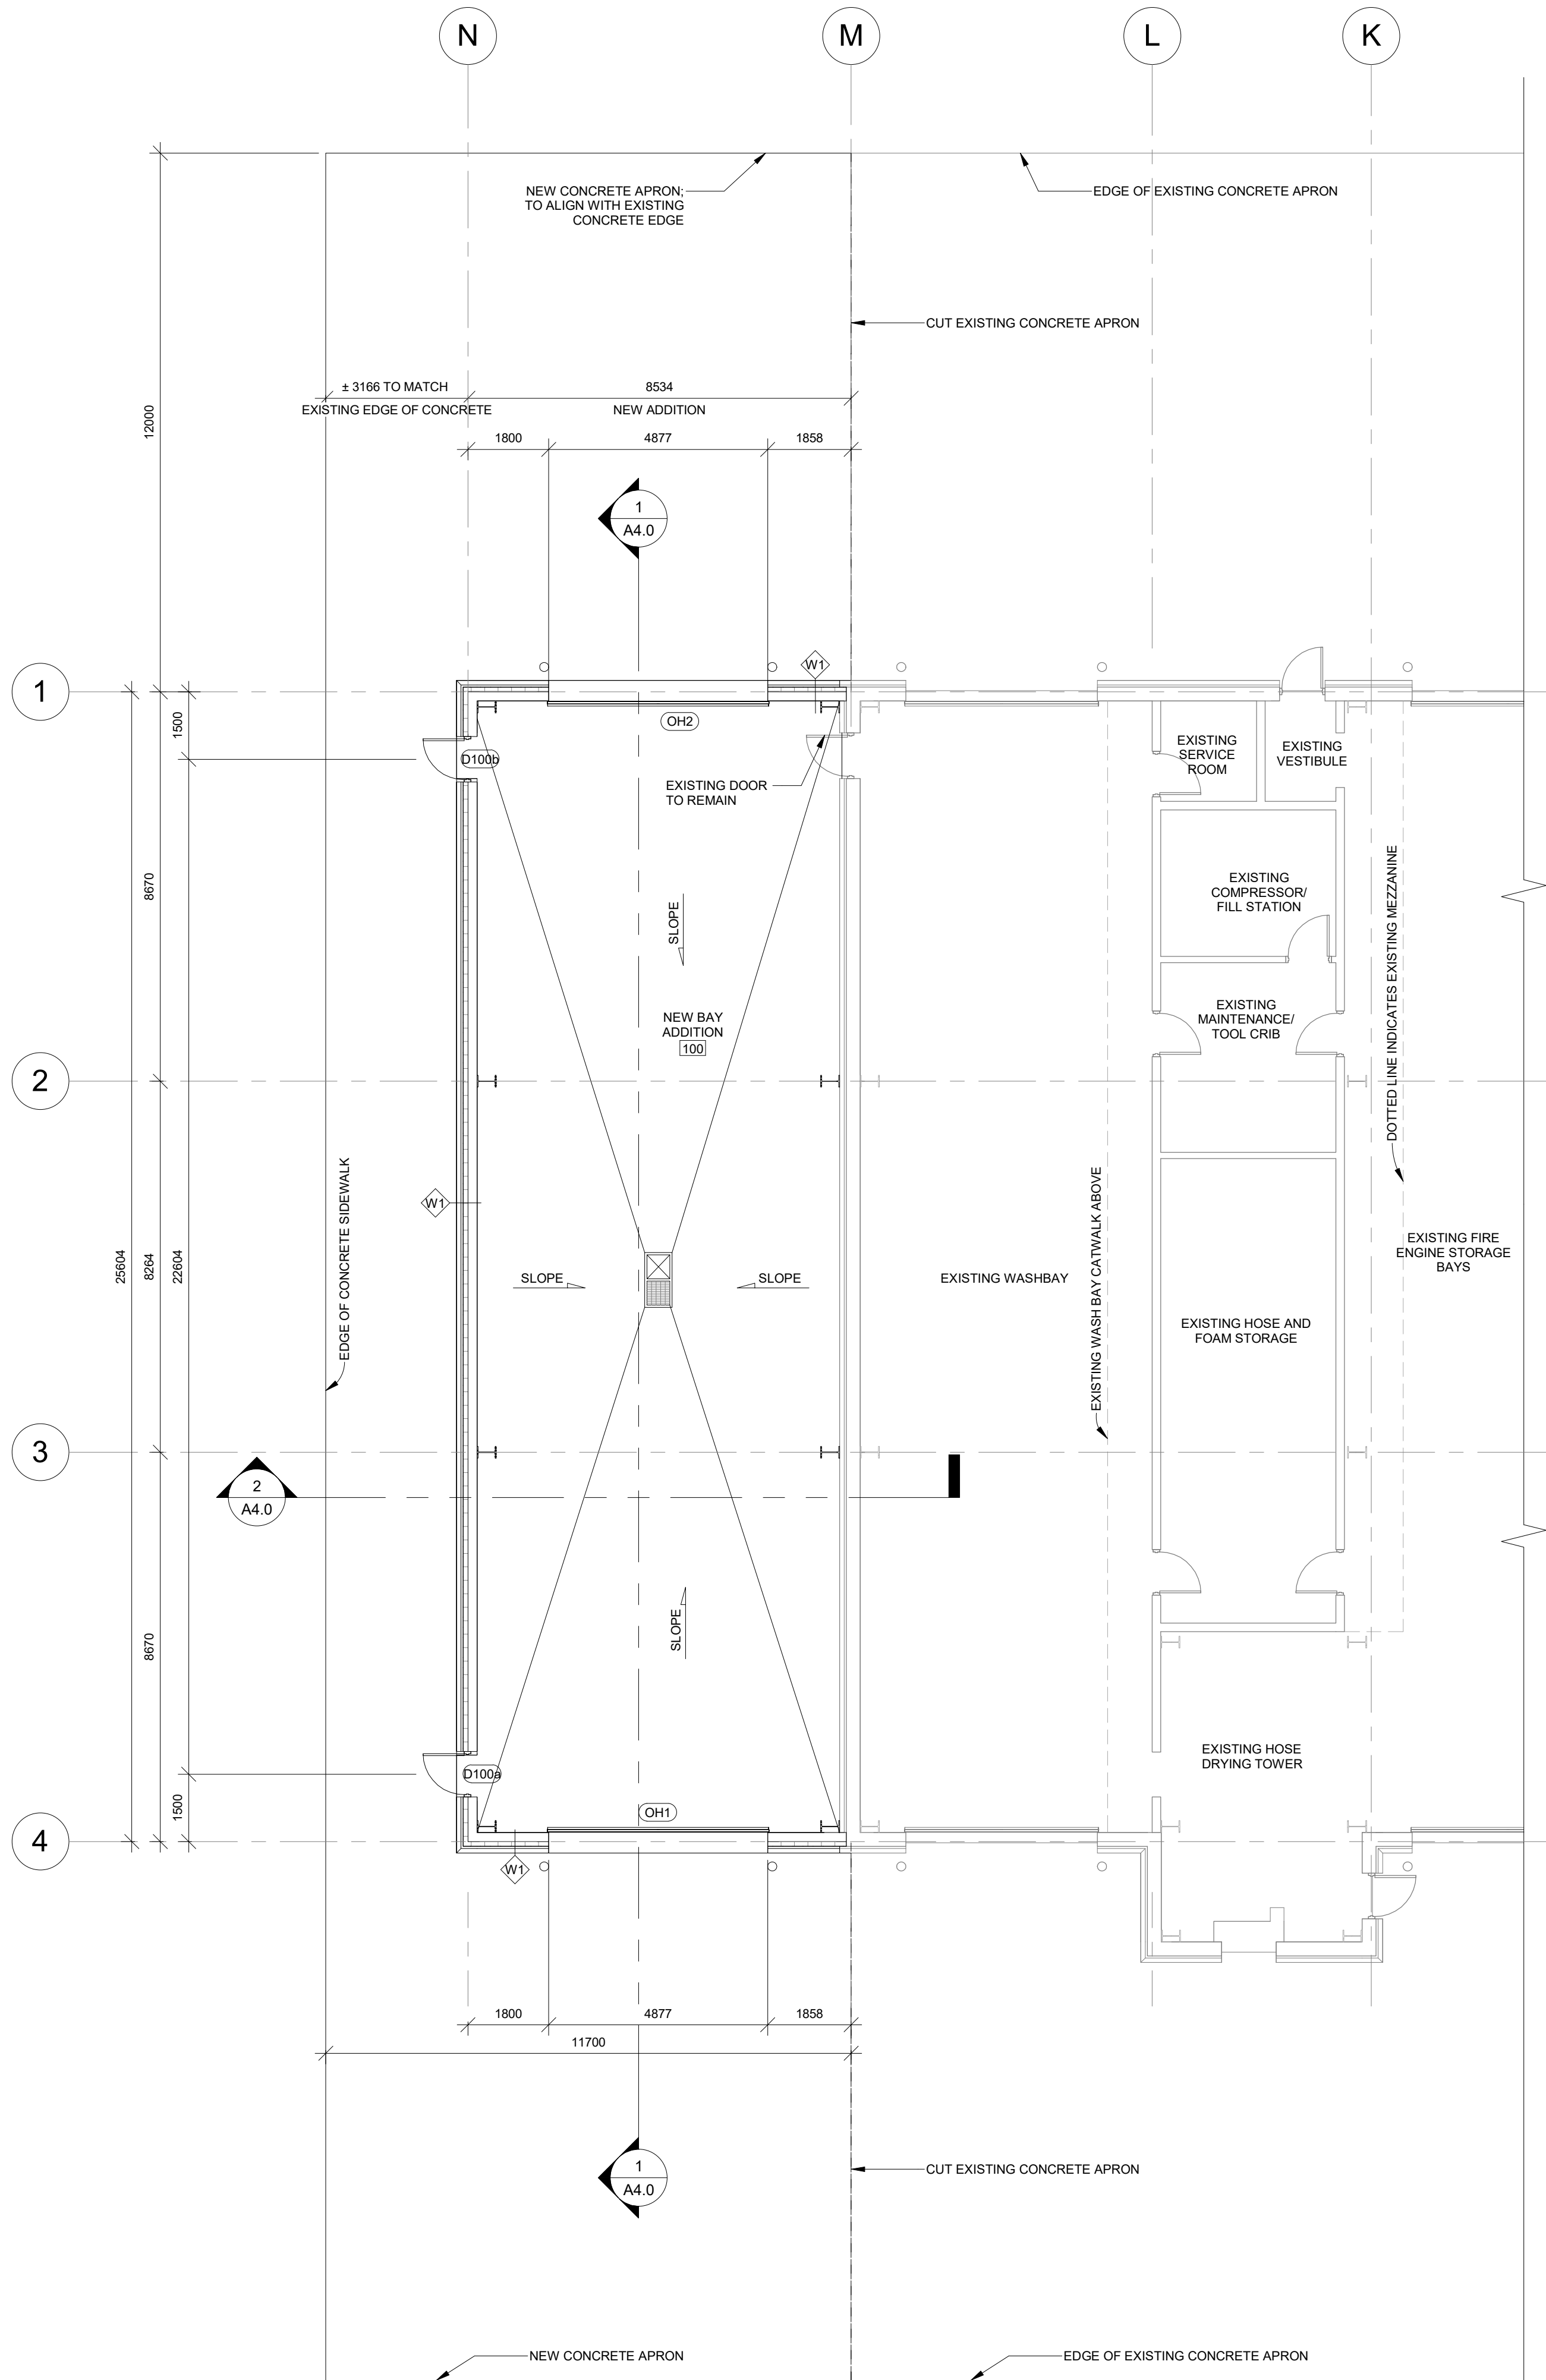 N
M
L
K
NEW CONCRETE APRON;
TO ALIGN WITH EXISTING
CONCRETE EDGE
EDGE OF EXISTING CONCRETE APRON
CUT EXISTING CONCRETE APRON
± 3166 TO MATCH
EXISTING EDGE OF CONCRETE
8534
NEW ADDITION
12000
1800
4877
1858
1
A4.0
1
W1
OH2
1500
D100b
EXISTING DOOR
TO REMAIN
EXISTING
SERVICE
ROOM
EXISTING
VESTIBULE
8670
SLOPE
EXISTING
COMPRESSOR/
FILL STATION
DOTTED LINE INDICATES EXISTING MEZZANINE
NEW BAY
ADDITION
100
EXISTING
MAINTENANCE/
TOOL CRIB
2
W1
EDGE OF CONCRETE SIDEWALK
25604
8264
22604
SLOPE
SLOPE
EXISTING WASHBAY
EXISTING WASH BAY CATWALK ABOVE
EXISTING FIRE
ENGINE STORAGE
BAYS
EXISTING HOSE AND
FOAM STORAGE
3
2
A4.0
8670
SLOPE
EXISTING HOSE
DRYING TOWER
D100a
1500
OH1
4
W1
1800
4877
1858
11700
1
A4.0
CUT EXISTING CONCRETE APRON
NEW CONCRETE APRON
EDGE OF EXISTING CONCRETE APRON